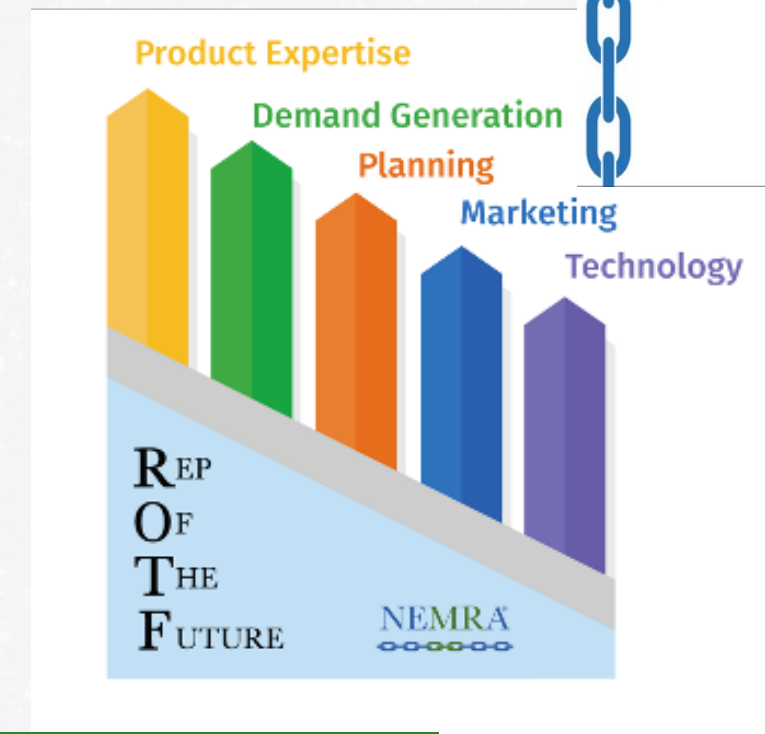 Product Expertise
Demand Generation
Planning
Marketing
Technology
REP
OF
THE
FUTURE
NEMRA